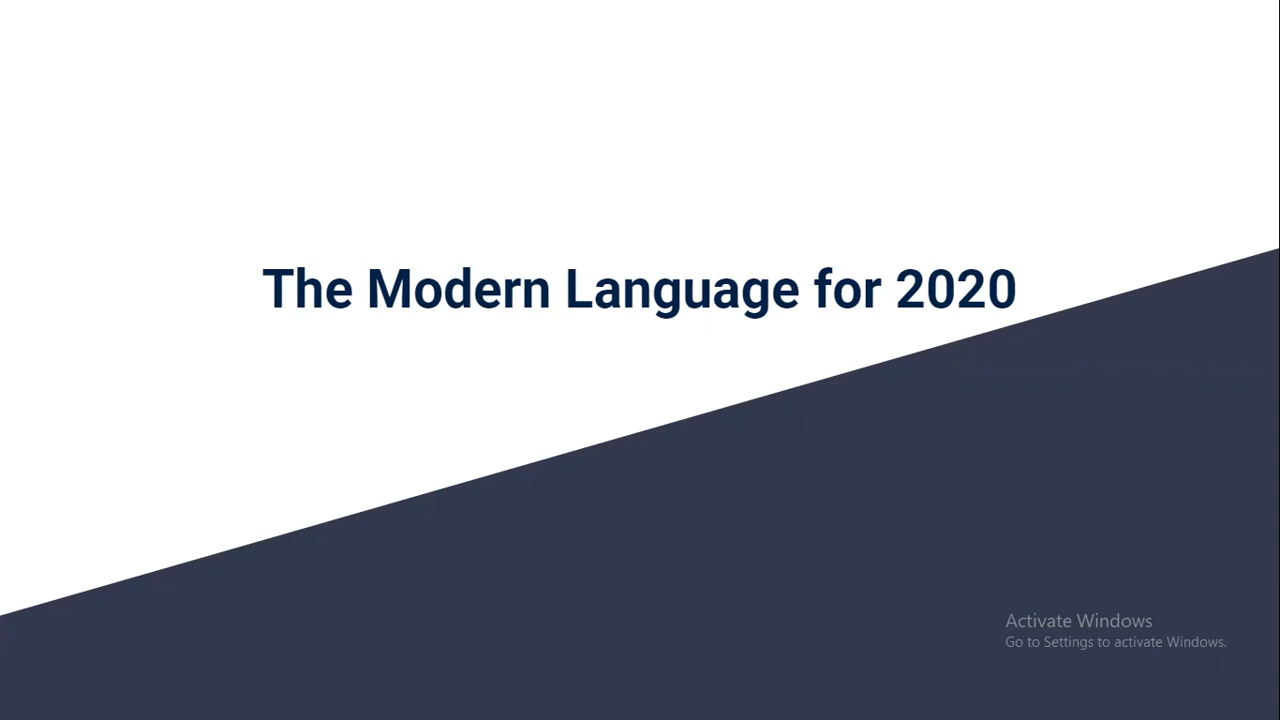 The Modern Language for 2020
Activate Windows
Go to Settings to activate Windows.